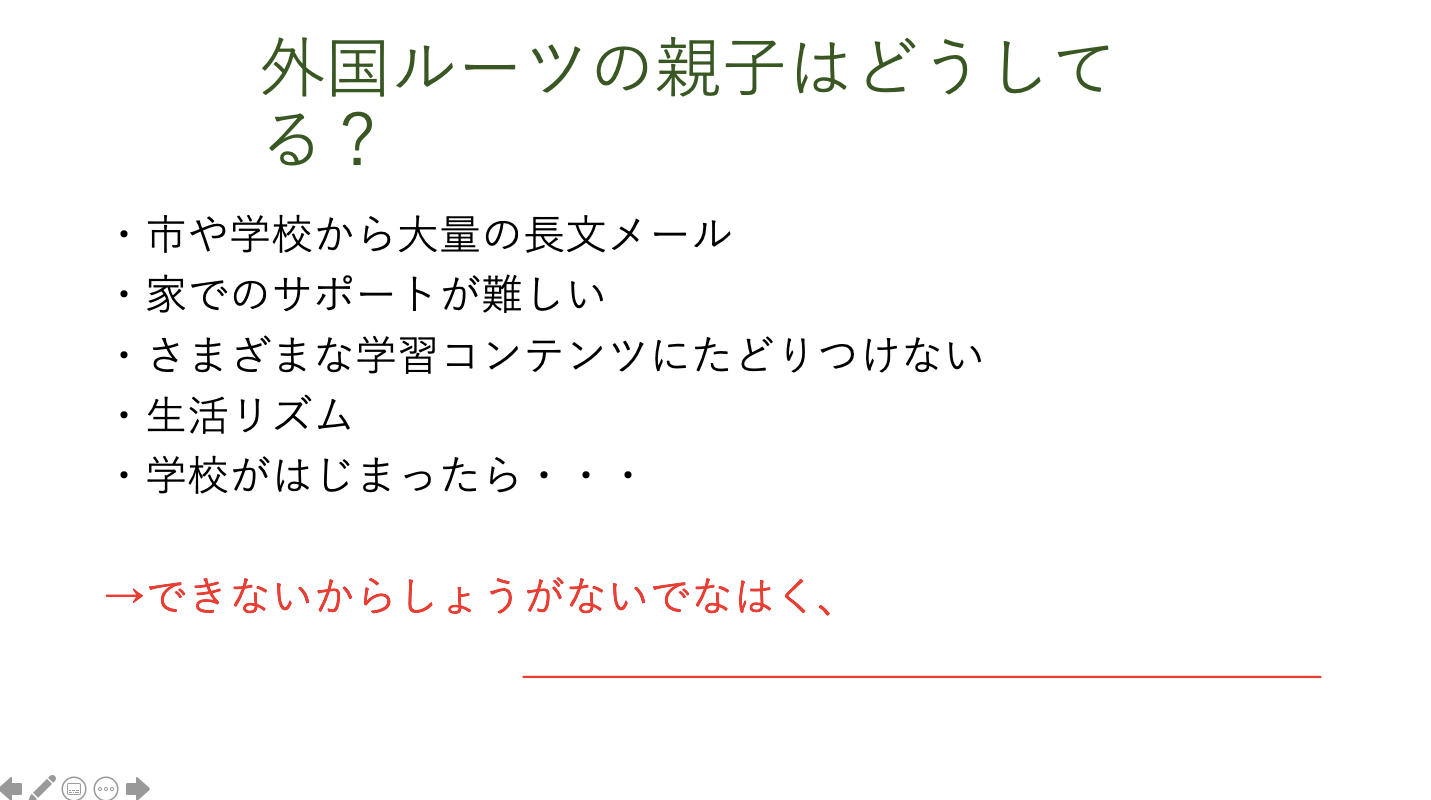 外国ルーツの親子はどうして
る？
・市や学校から大量の長文メール
・家でのサポートが難しい
・さまざまな学習コンテンツにたどりつけない
・生活リズム
・学校がはじまったら・・・
→できないからしょうがないでなはく、